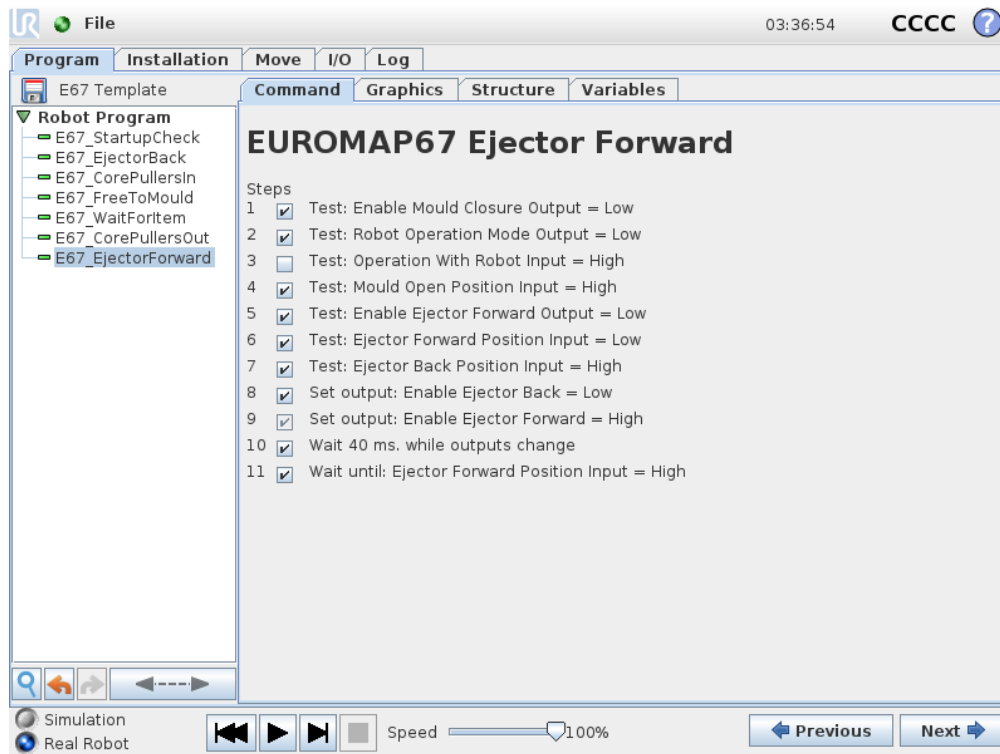 UR File 03:36:54 CCCC ?
Program Installation Move I/O Log
E67 Template
Command Graphics Structure Variables
Robot Program
E67_StartupCheck
E67_EjectorBack
E67_CorePullersIn
E67_FreeToMould
E67_WaitForItem
E67_CorePullersOut
E67_EjectorForward
EUROMAP67 Ejector Forward
Steps
1 Test: Enable Mould Closure Output = Low
2 Test: Robot Operation Mode Output = Low
3 Test: Operation With Robot Input = High
4 Test: Mould Open Position Input = High
5 Test: Enable Ejector Forward Output = Low
6 Test: Ejector Forward Position Input = Low
7 Test: Ejector Back Position Input = High
8 Set output: Enable Ejector Back = Low
9 Set output: Enable Ejector Forward = High
10 Wait 40 ms. while outputs change
11 Wait until: Ejector Forward Position Input = High
Simulation
Real Robot
Speed 100%
Previous Next